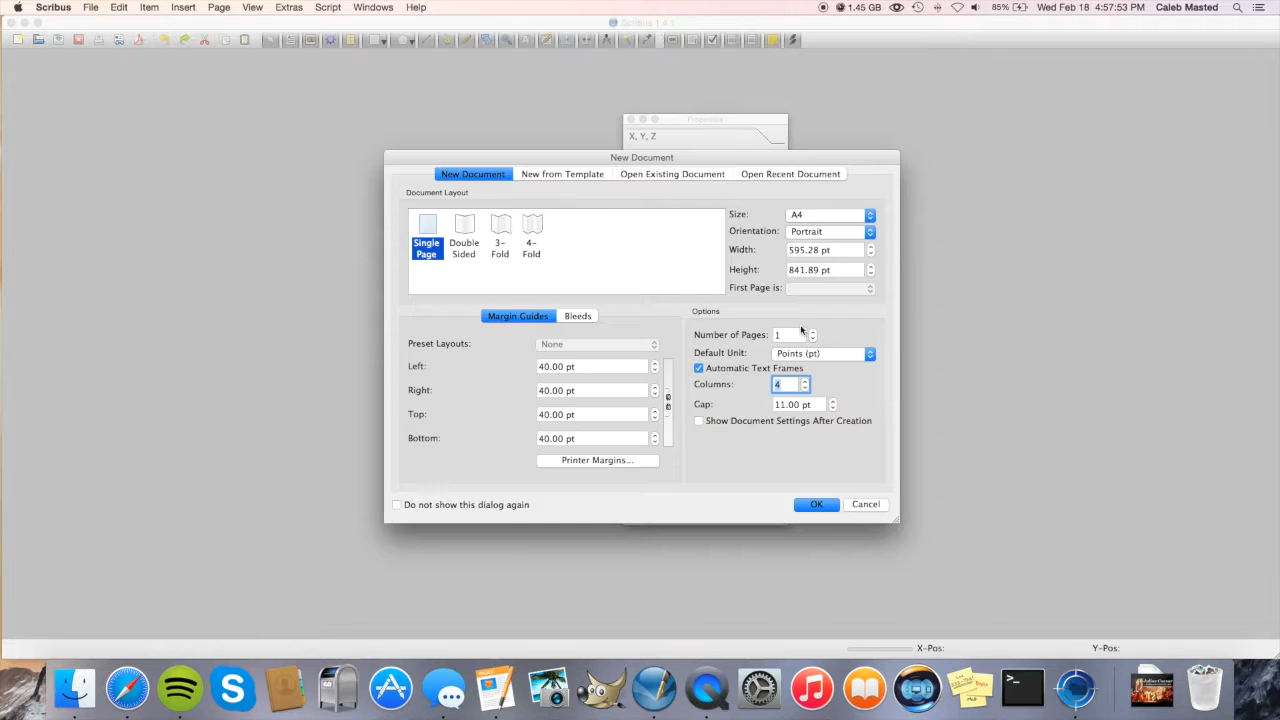 Scribus File Edit Item Insert Page View Extras Script Windows Help 1.45 GB 85% Wed Feb 18 4:57:53 PM Caleb Masted
Scribus 1.4.1
Properties
X, Y, Z
New Document
New Document New from Template Open Existing Document Open Recent Document
Document Layout
Single Page
Double Sided
3-Fold
4-Fold
Size: A4
Orientation: Portrait
Width: 595.28 pt
Height: 841.89 pt
First Page is:
Margin Guides Bleeds
Preset Layouts: None
Left: 40.00 pt
Right: 40.00 pt
Top: 40.00 pt
Bottom: 40.00 pt
Printer Margins...
Options
Number of Pages: 1
Default Unit: Points (pt)
Automatic Text Frames
Columns: 4
Gap: 11.00 pt
Show Document Settings After Creation
Do not show this dialog again
OK Cancel
X-Pos: Y-Pos: